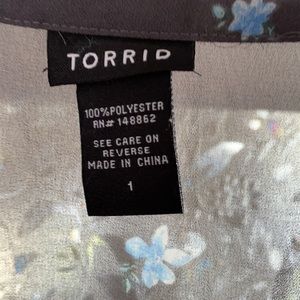 TORRID
100%POLYESTER
RN# 148862
SEE CARE ON
REVERSE
MADE IN CHINA
1